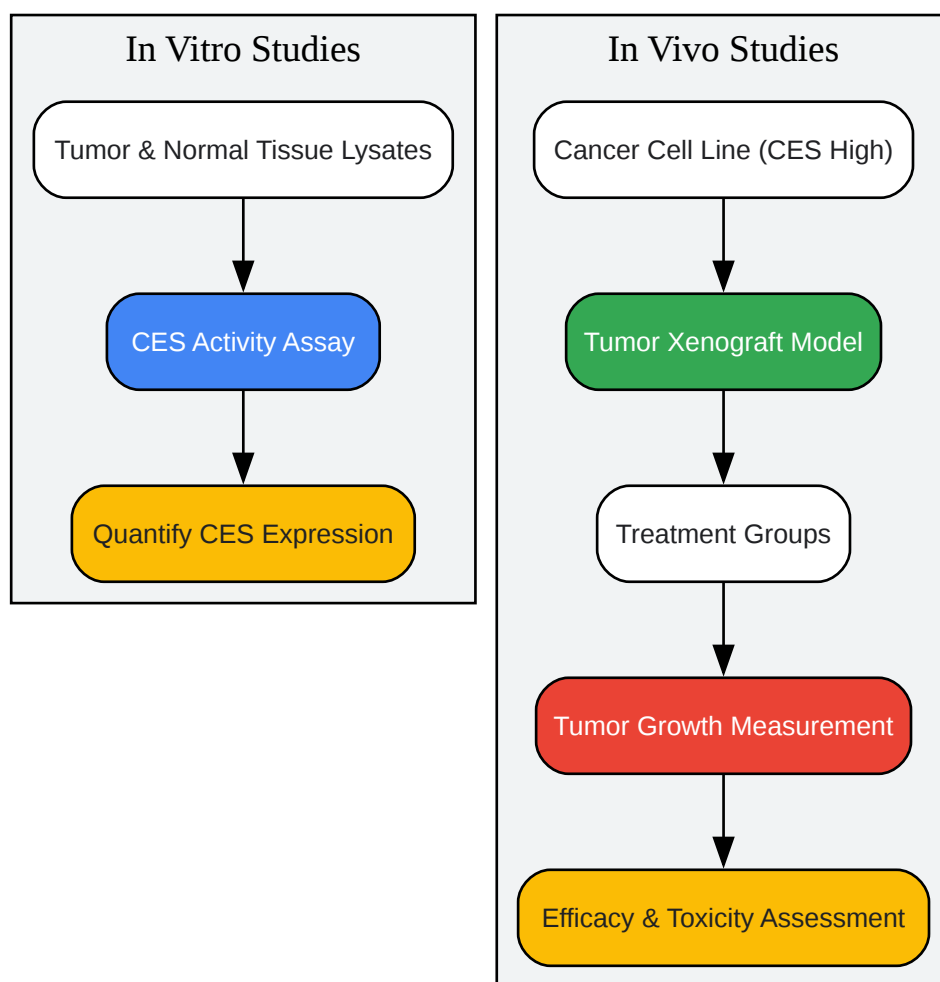 In Vitro Studies
Tumor & Normal Tissue Lysates
CES Activity Assay
Quantify CES Expression
In Vivo Studies
Cancer Cell Line (CES High)
Tumor Xenograft Model
Treatment Groups
Tumor Growth Measurement
Efficacy & Toxicity Assessment